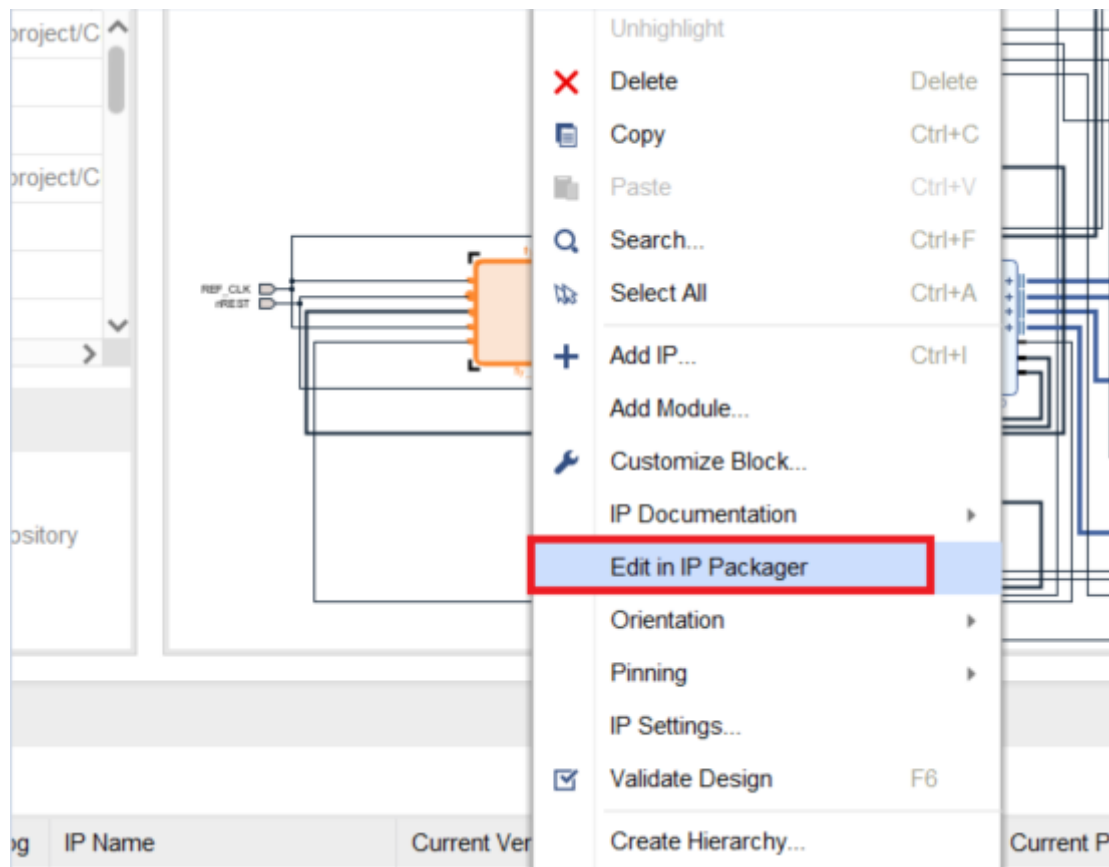 project/C
project/C
REF_CLK
nREST
ository
Unhighlight
Delete Delete
Copy Ctrl+C
Paste Ctrl+V
Search... Ctrl+F
Select All Ctrl+A
Add IP... Ctrl+I
Add Module...
Customize Block...
IP Documentation
Edit in IP Packager
Orientation
Pinning
IP Settings...
Validate Design F6
Create Hierarchy...
og IP Name Current Ver Current P